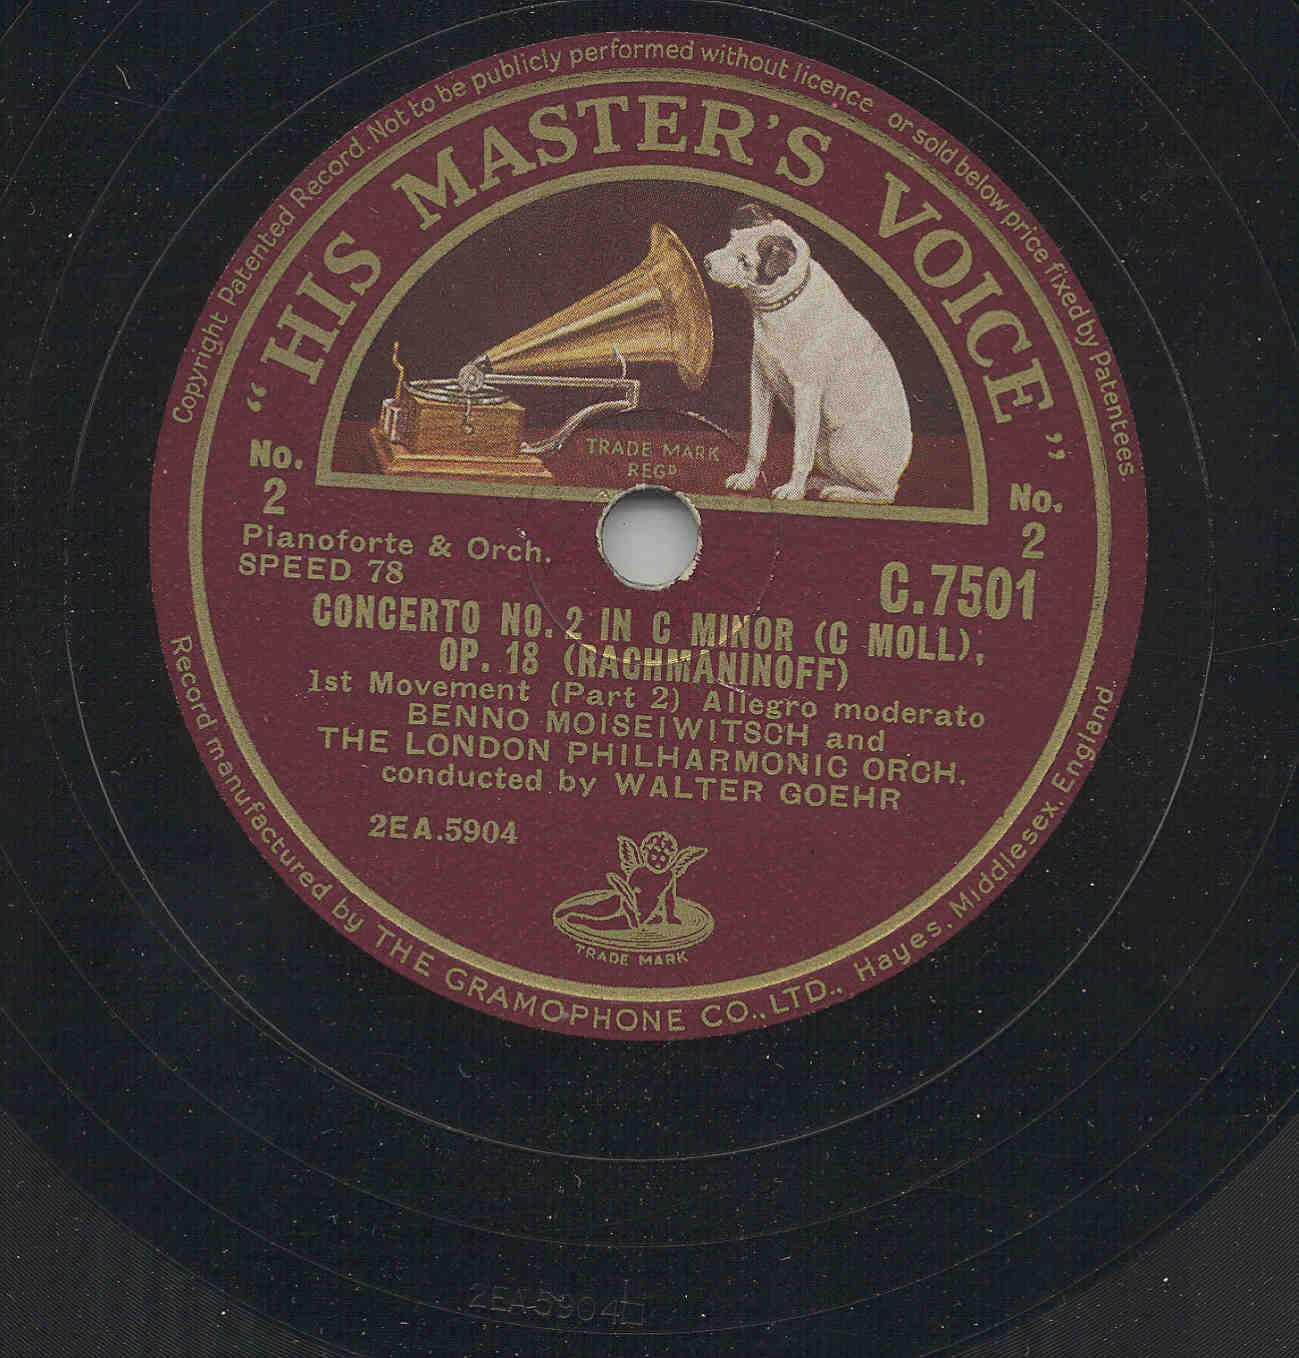 Copyright Patented Record. Not to be publicly performed without licence or sold below price fixed by Patentees.
"HIS MASTER'S VOICE"
TRADE MARK
REGD
No.
2
No.
2
Pianoforte & Orch.
SPEED 78
C.7501
CONCERTO NO. 2 IN C MINOR (C MOLL),
OP. 18 (RACHMANINOFF)
1st Movement (Part 2) Allegro moderato
BENNO MOISEIWITSCH and
THE LONDON PHILHARMONIC ORCH.
conducted by WALTER GOEHR
2EA.5904
TRADE MARK
Record manufactured by THE GRAMOPHONE CO., LTD., Hayes, Middlesex, England
2EA5904